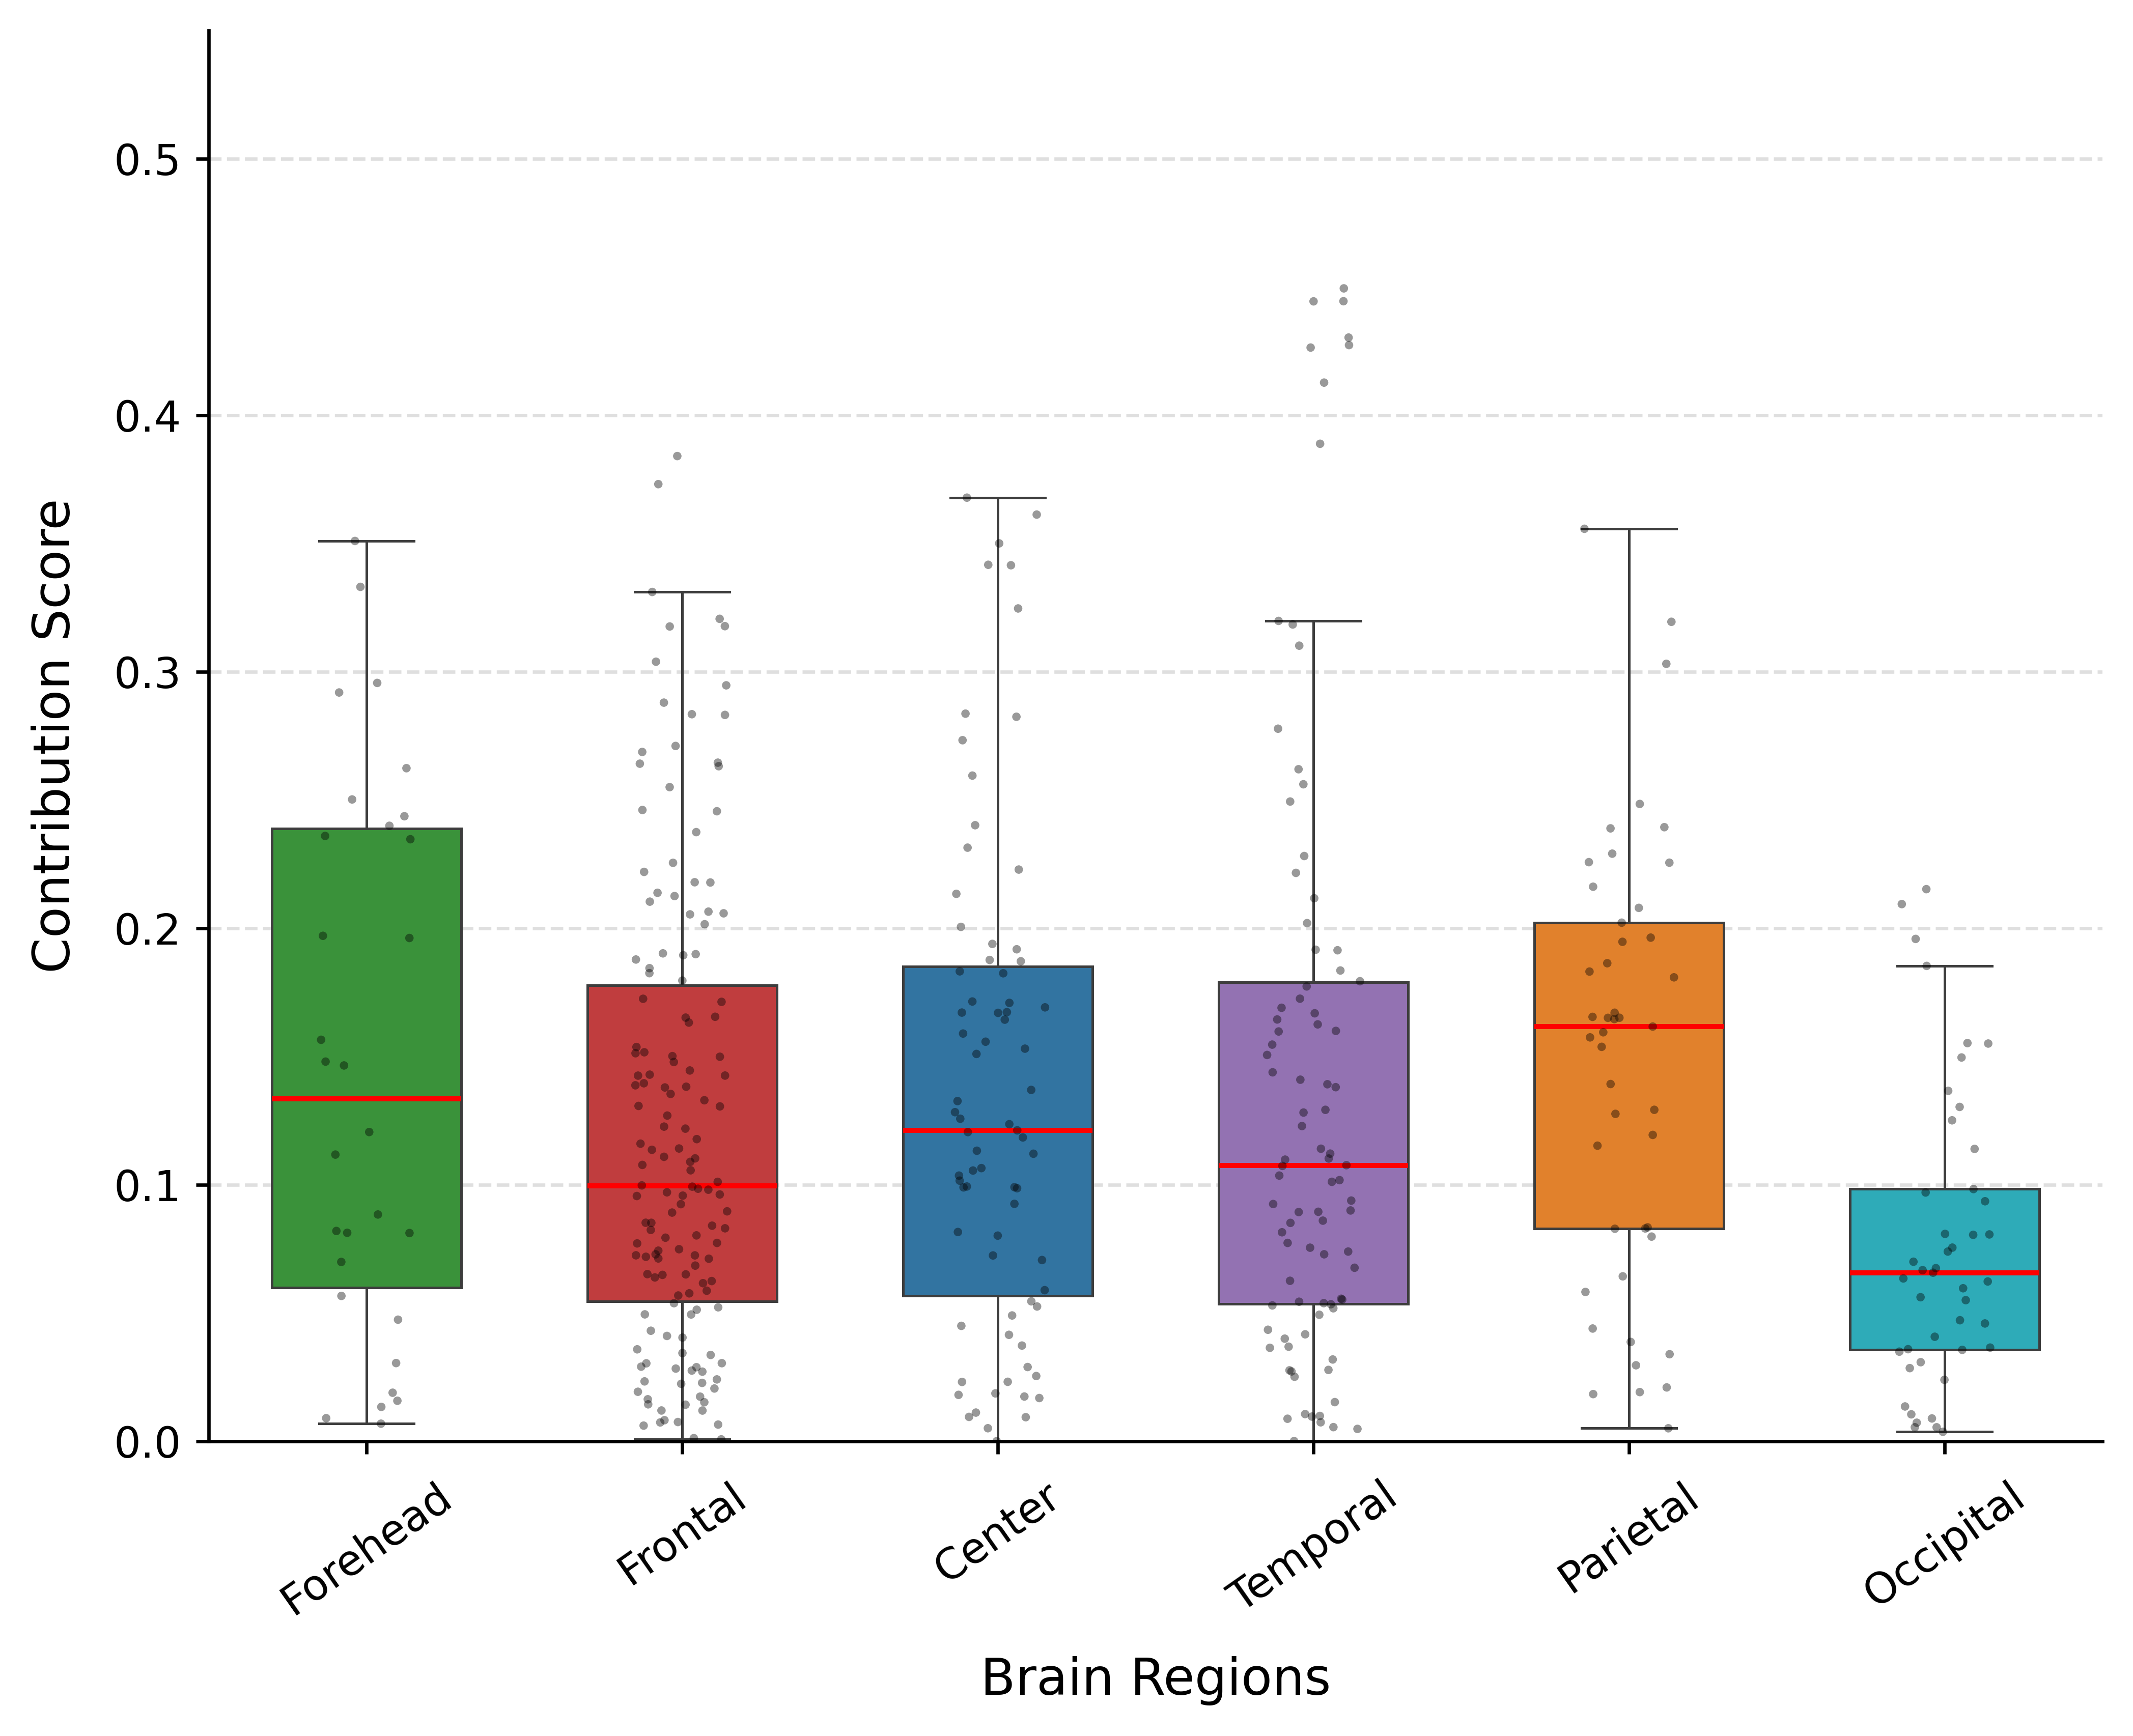 Contribution Score
0.5
0.4
0.3
0.2
0.1
0.0
Forehead
Frontal
Center
Temporal
Parietal
Occipital
Brain Regions